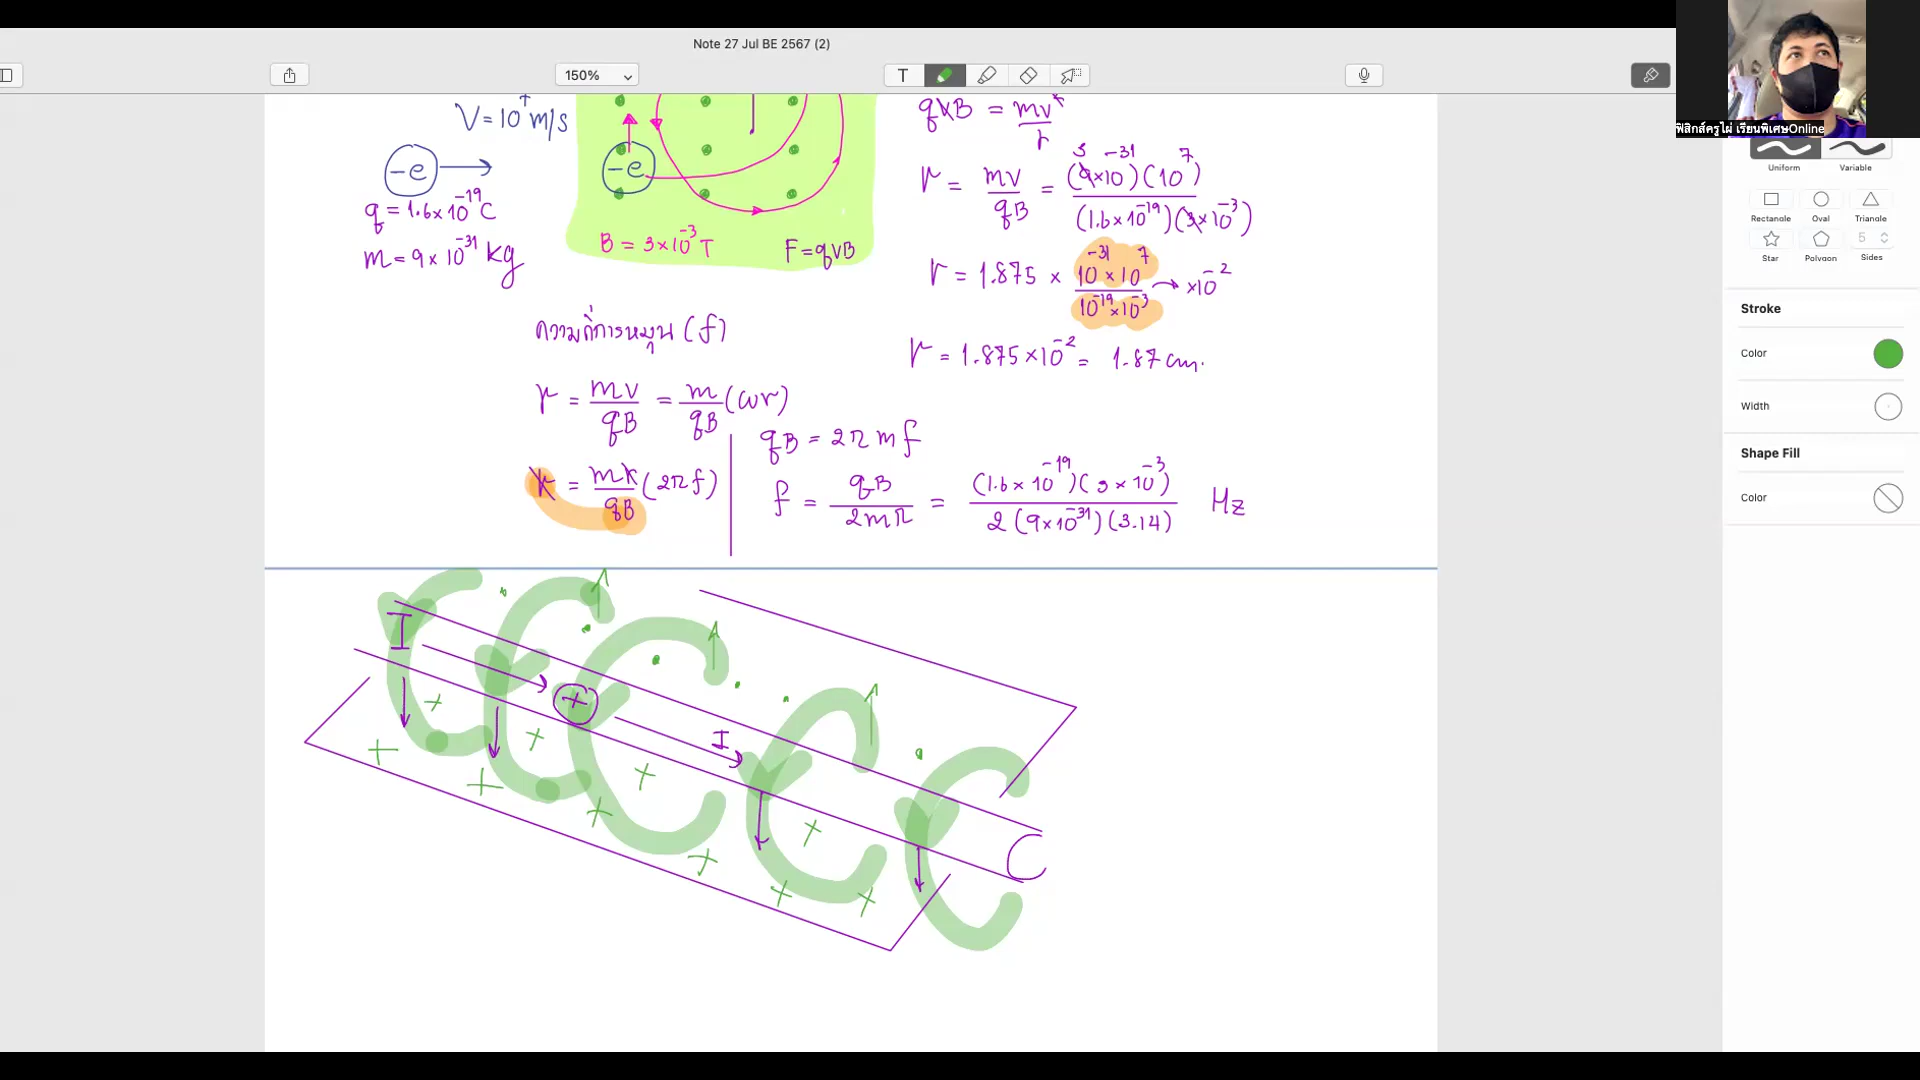 Note 27 Jul BE 2567 (2)
150%
T
ฟิสิกส์ครูไผ่ เรียนพิเศษOnline
Uniform
Variable
Rectangle
Oval
Triangle
Star
Polygon
5
Sides
Stroke
Color
Width
Shape Fill
Color
V = 10⁷ m/s
-e
q = 1.6×10⁻¹⁹ C
m = 9×10⁻³¹ kg
-e
B = 3×10⁻³ T
F = qvB
qvB = mv²/r
r = mv/qB = (9×10⁻³¹)(10⁷)/(1.6×10⁻¹⁹)(3×10⁻³)
3
r = 1.875 × 10⁻³¹×10⁷/10⁻¹⁹×10⁻³ → ×10⁻²
r = 1.875×10⁻² = 1.87 cm.
ความถี่การหมุน (f)
r = mv/qB = m/qB (ωr)
r = mr/qB (2πf)
qB = 2πmf
f = qB/2mπ = (1.6×10⁻¹⁹)(3×10⁻³)/2(9×10⁻³¹)(3.14) Hz
I
+
I